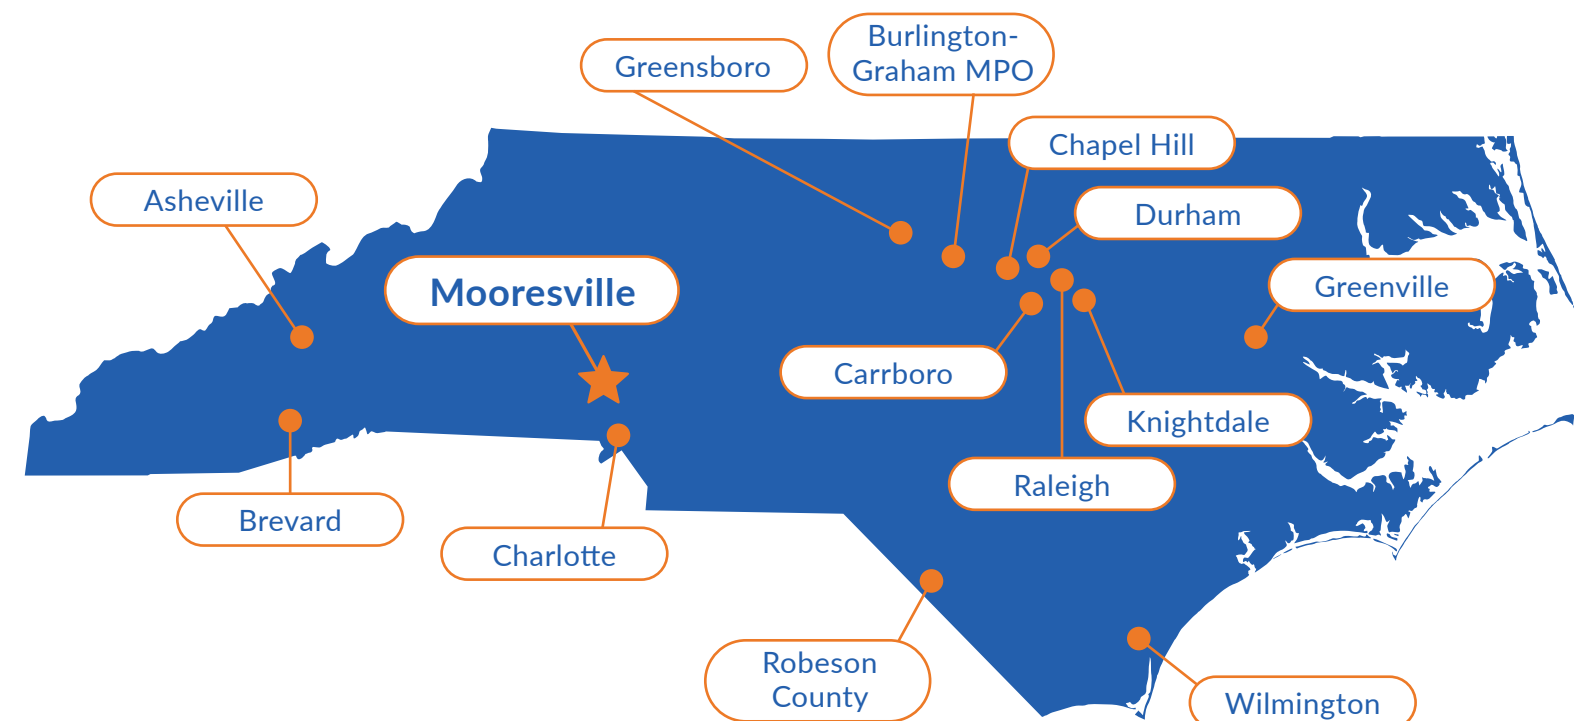 Burlington-
Graham MPO
Greensboro
Chapel Hill
Asheville
Durham
Mooresville
Greenville
Carrboro
Knightdale
Raleigh
Brevard
Charlotte
Robeson
County
Wilmington